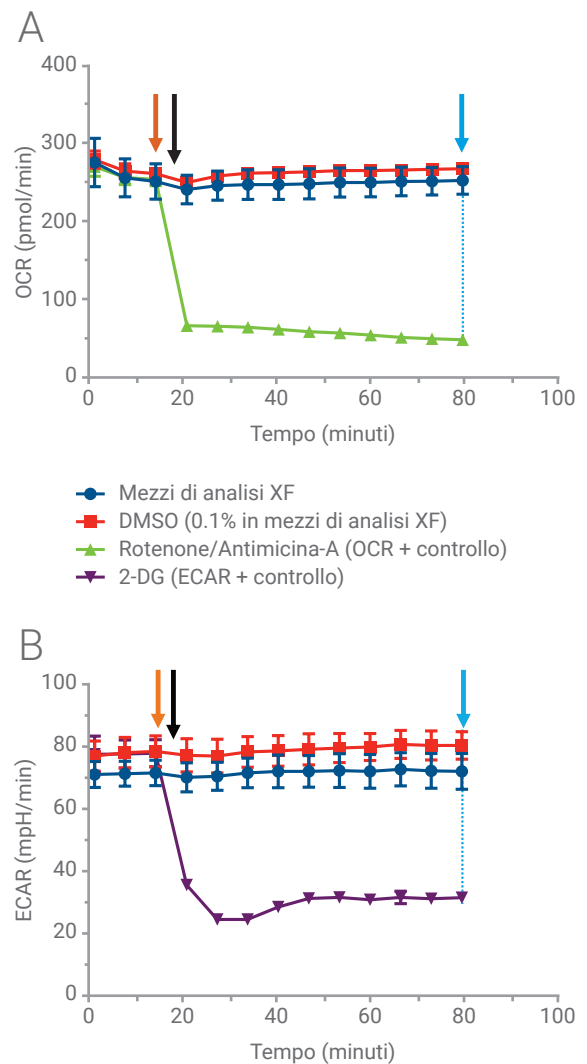 A
400
300
200
100
0
OCR (pmol/min)
0 20 40 60 80 100
Tempo (minuti)
Mezzi di analisi XF
DMSO (0.1% in mezzi di analisi XF)
Rotenone/Antimicina-A (OCR + controllo)
2-DG (ECAR + controllo)
B
100
80
60
40
20
0
ECAR (mpH/min)
0 20 40 60 80 100
Tempo (minuti)